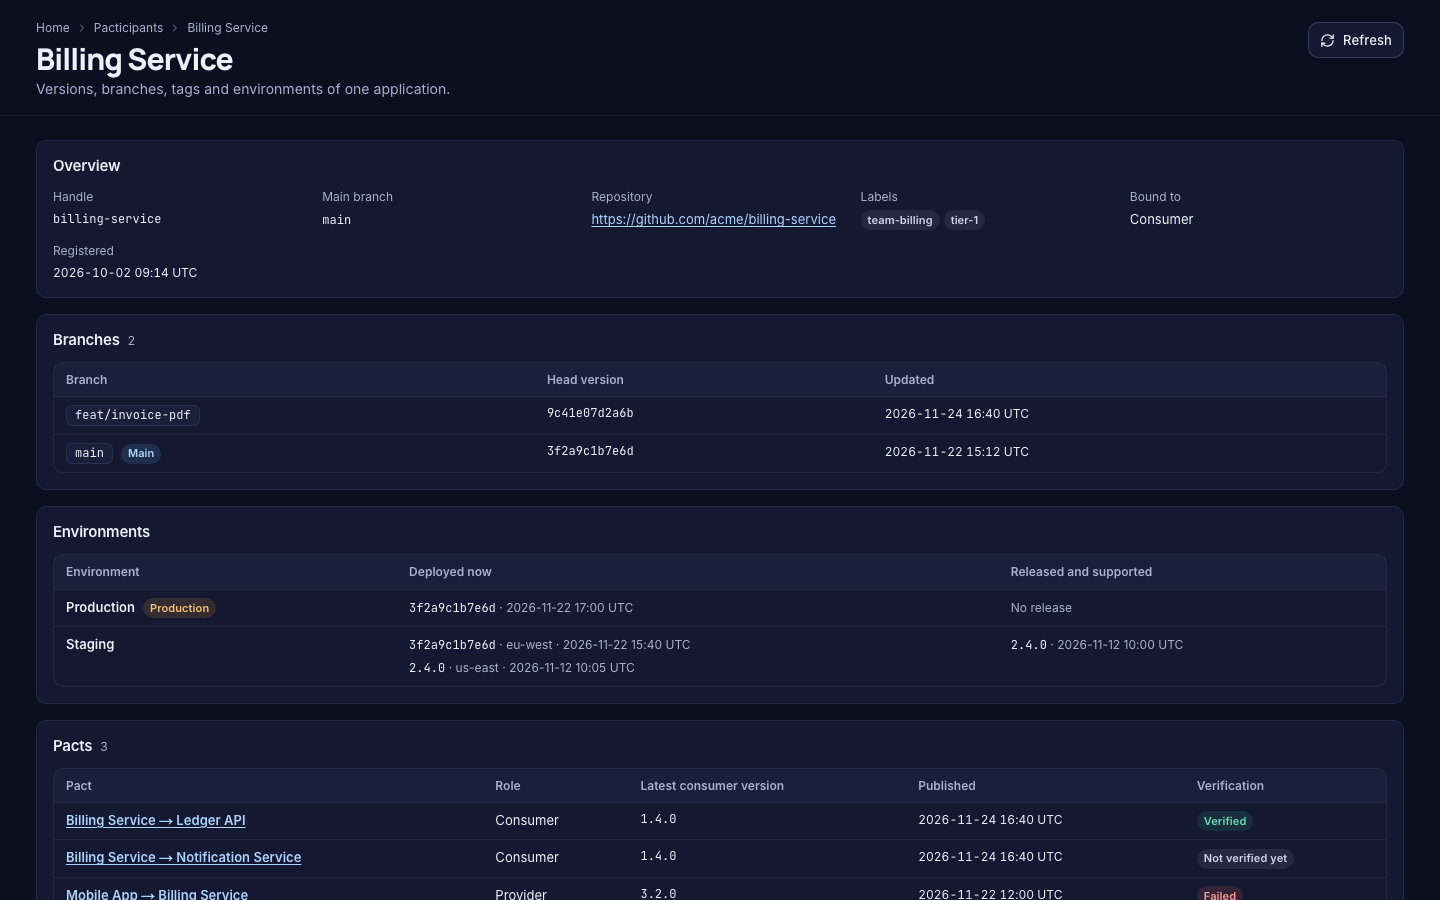 Home > Pacticipants > Billing Service
Billing Service
Versions, branches, tags and environments of one application.
Refresh
Overview
Handle Main branch Repository Labels Bound to
billing-service main https://github.com/acme/billing-service team-billing tier-1 Consumer
Registered
2026-10-02 09:14 UTC
Branches 2
Branch Head version Updated
feat/invoice-pdf 9c41e07d2a6b 2026-11-24 16:40 UTC
main Main 3f2a9c1b7e6d 2026-11-22 15:12 UTC
Environments
Environment Deployed now Released and supported
Production Production 3f2a9c1b7e6d · 2026-11-22 17:00 UTC No release
Staging 3f2a9c1b7e6d · eu-west · 2026-11-22 15:40 UTC 2.4.0 · 2026-11-12 10:00 UTC
2.4.0 · us-east · 2026-11-12 10:05 UTC
Pacts 3
Pact Role Latest consumer version Published Verification
Billing Service → Ledger API Consumer 1.4.0 2026-11-24 16:40 UTC Verified
Billing Service → Notification Service Consumer 1.4.0 2026-11-24 16:40 UTC Not verified yet
Mobile App → Billing Service Provider 3.2.0 2026-11-22 12:00 UTC Failed